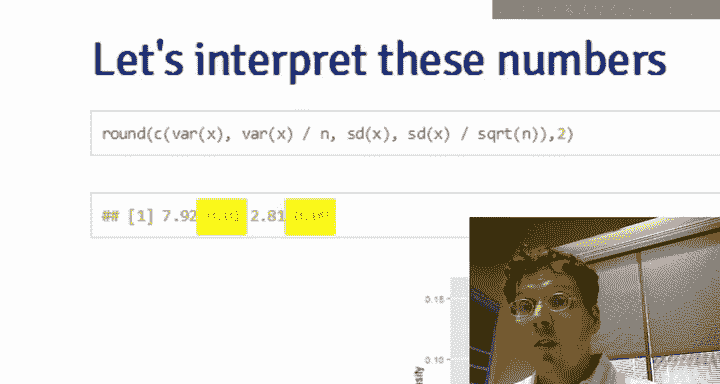 Let's interpret these numbers
round(c(var(x), var(x) / n, sd(x), sd(x) / sqrt(n)),2)
## [1] 7.92 2.81
0.15
0.10